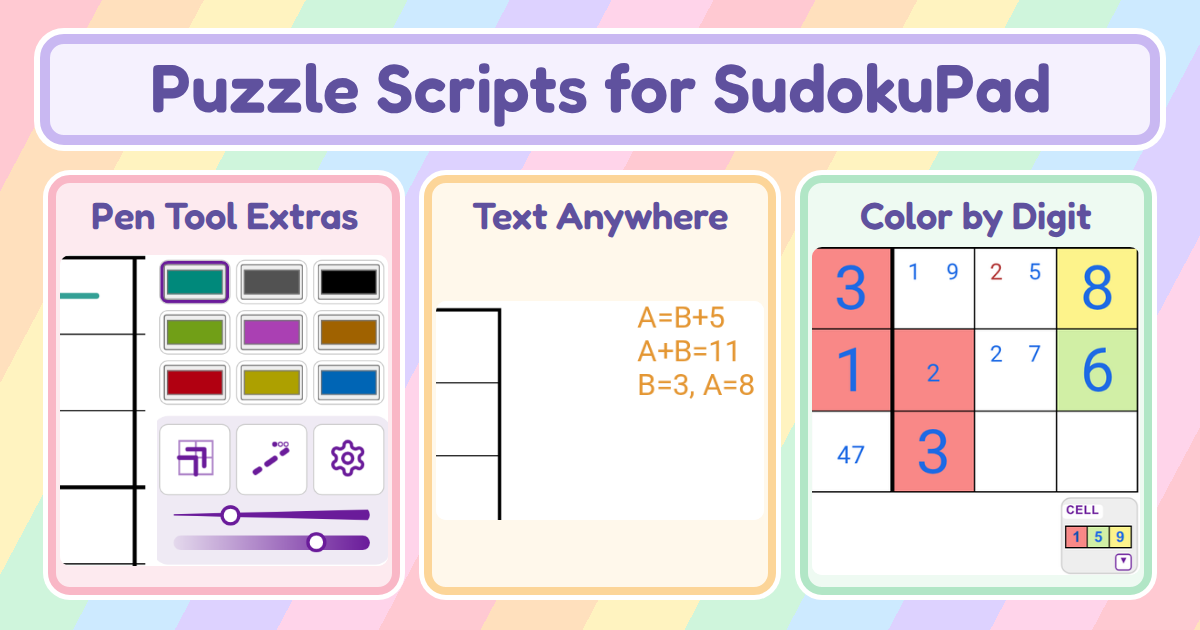 Puzzle Scripts for SudokuPad
Pen Tool Extras
Text Anywhere
A=B+5
A+B=11
B=3, A=8
Color by Digit
3 1 9 2 5 8
1 2 2 7 6
47 3
CELL
1 5 9